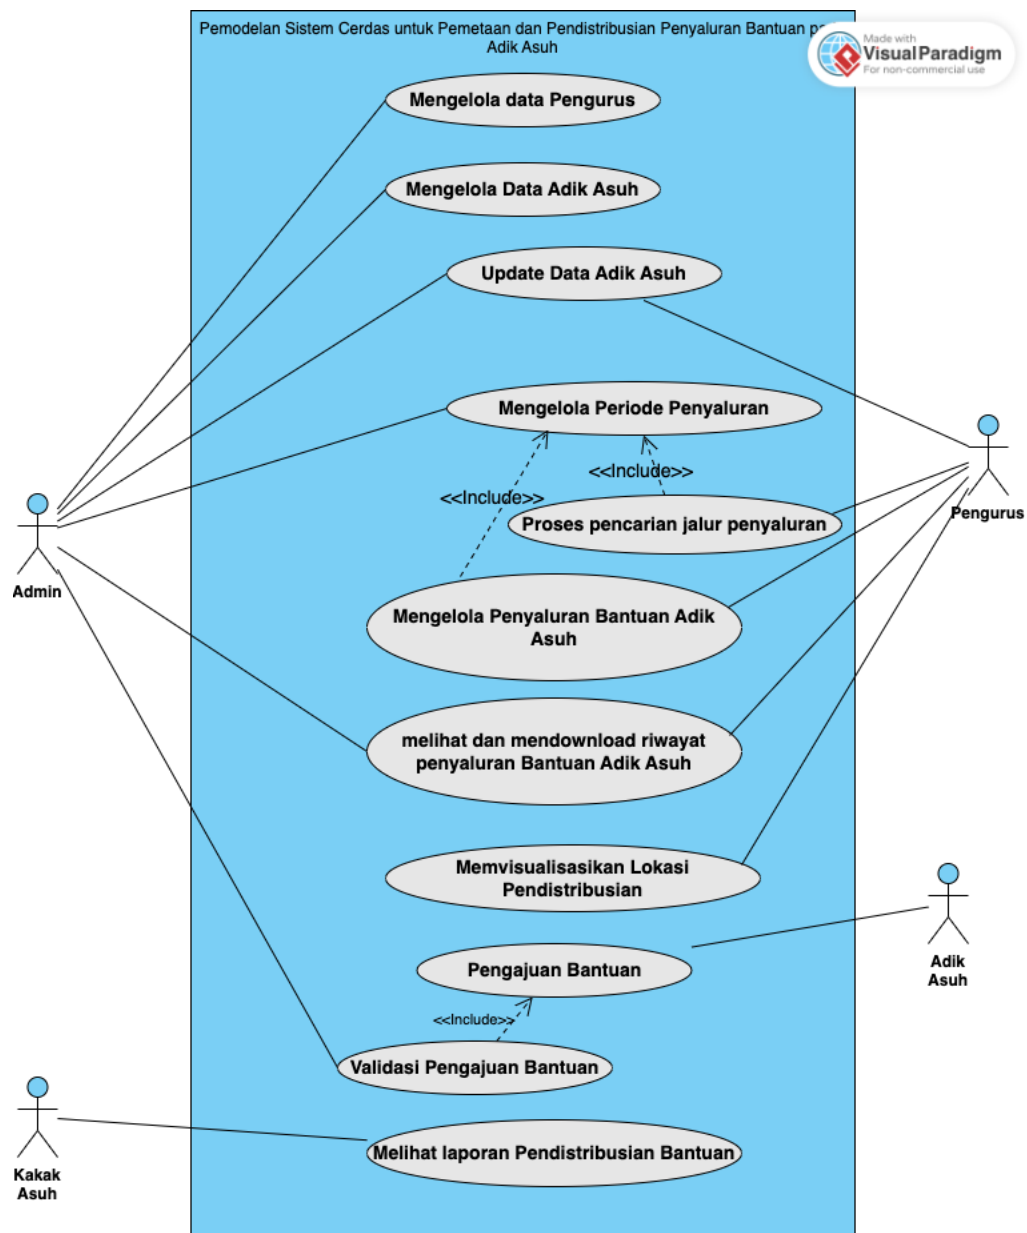 Pemodelan Sistem Cerdas untuk Pemetaan dan Pendistribusian Penyaluran Bantuan
Adik Asuh
Made with
Visual Paradigm
For non-commercial use
Mengelola data Pengurus
Mengelola Data Adik Asuh
Update Data Adik Asuh
Mengelola Periode Penyaluran
<<Include>>
<<Include>>
Proses pencarian jalur penyaluran
Pengurus
Admin
Mengelola Penyaluran Bantuan Adik
Asuh
melihat dan mendownload riwayat
penyaluran Bantuan Adik Asuh
Memvisualisasikan Lokasi
Pendistribusian
Adik
Asuh
Pengajuan Bantuan
<<Include>>
Validasi Pengajuan Bantuan
Melihat laporan Pendistribusian Bantuan
Kakak
Asuh